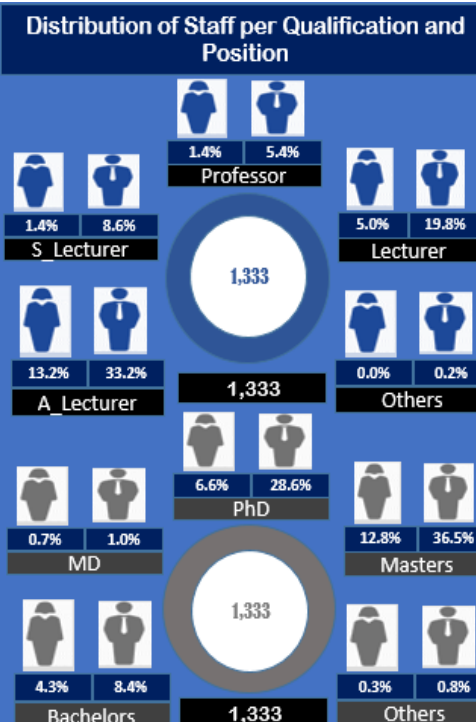 Distribution of Staff per Qualification and
Position
1.4% 5.4%
Professor
1.4% 8.6%
S_Lecturer
5.0% 19.8%
Lecturer
1,333
13.2% 33.2%
A_Lecturer
0.0% 0.2%
Others
1,333
6.6% 28.6%
PhD
0.7% 1.0%
MD
12.8% 36.5%
Masters
1,333
4.3% 8.4%
Bachelors
0.3% 0.8%
Others
1,333